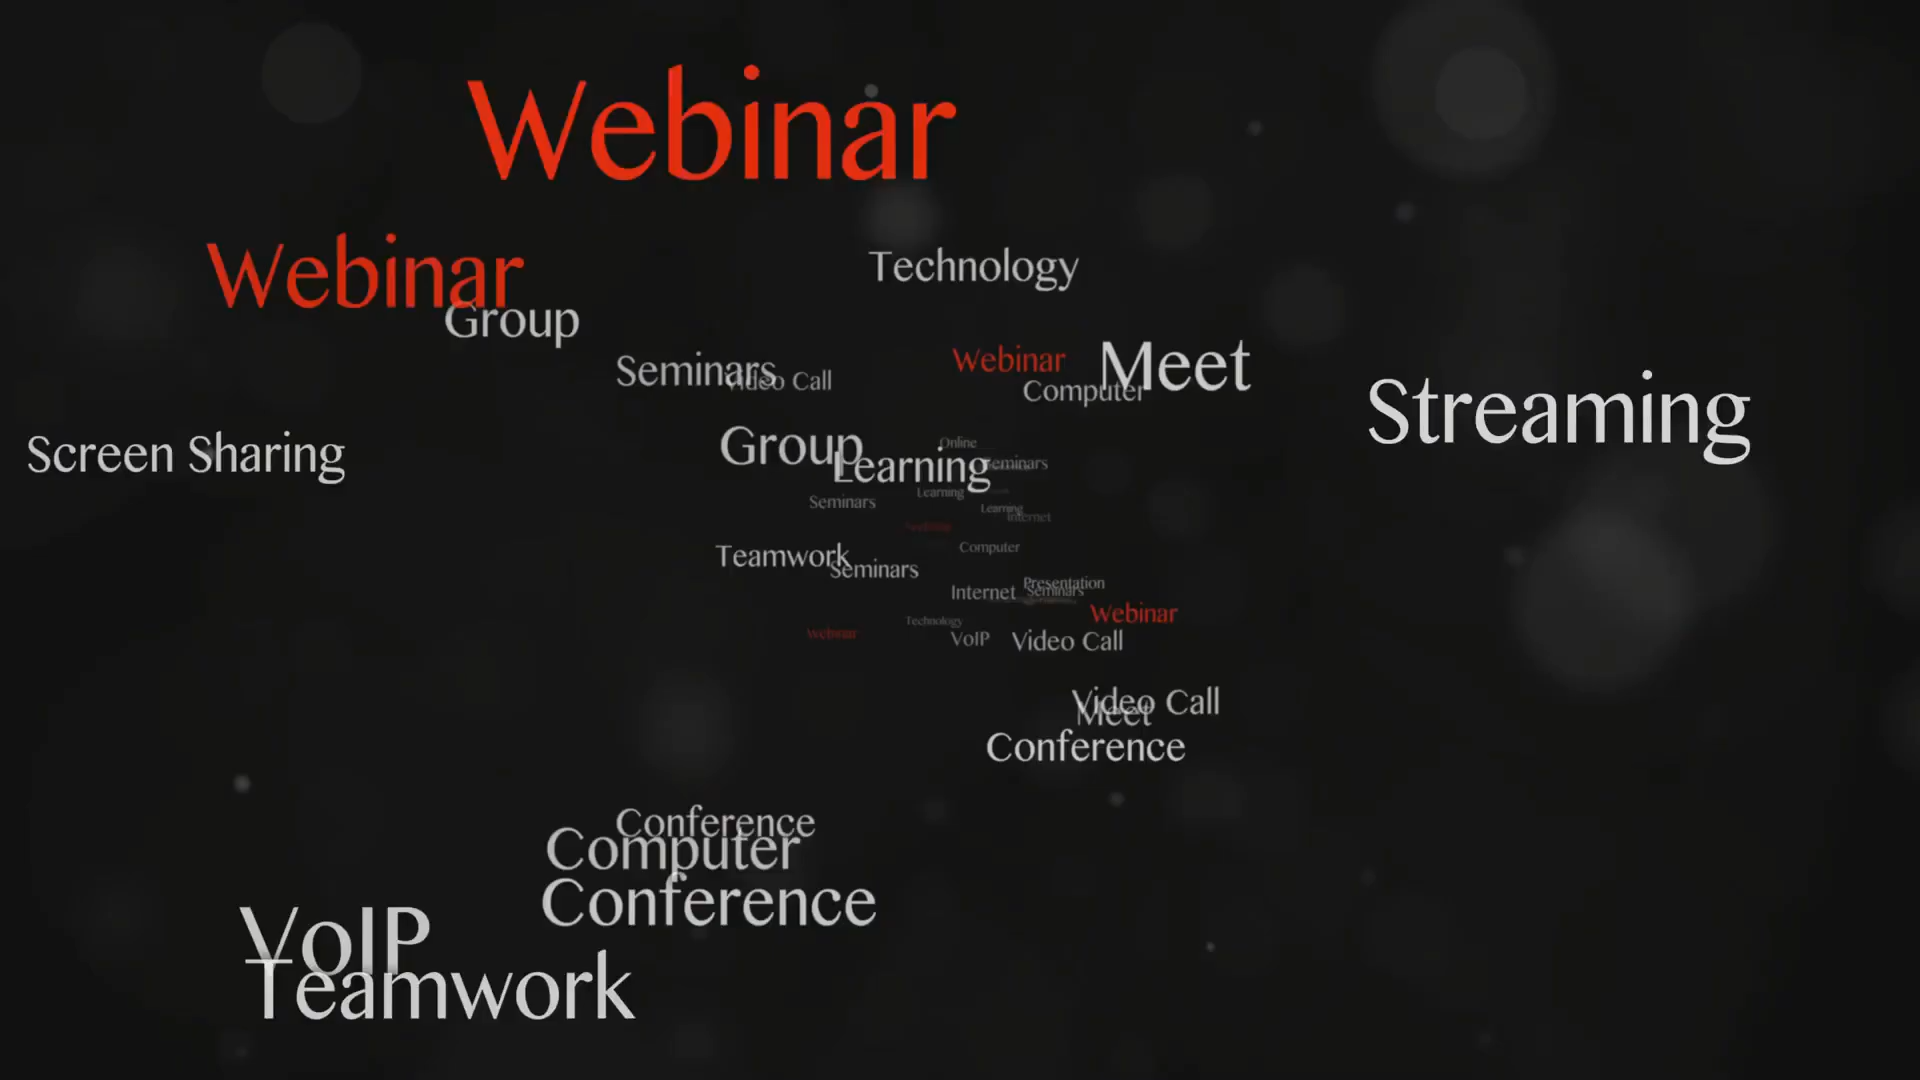 Webinar
Webinar
Technology
Group
Webinar
Meet
Seminars
Video Call
Computer
Streaming
Screen Sharing
Group
Online
Learning
Seminars
Learning
Seminars
Learning
Internet
Webinar
Computer
Teamwork
Seminars
Presentation
Internet
Seminars
Webinar
Technology
Webinar
VoIP
Video Call
Video Call
Meet
Conference
Conference
Computer
Conference
VoIP
Teamwork